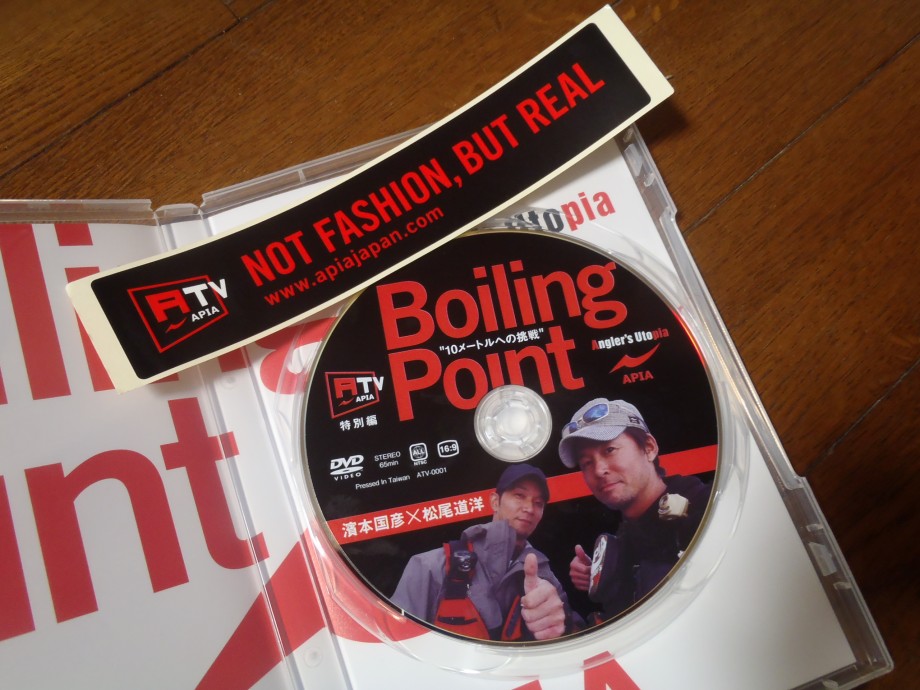 NOT FASHION, BUT REAL
www.apiajapan.com
ATV
APIA
Utopia
Boiling
Point
"10メートルへの挑戦"
Angler's Utopia
APIA
ATV
APIA
特別編
DVD
VIDEO
STEREO
65min
ALL
NTSC
16:9
Pressed In Taiwan ATV-0001
濱本国彦×松尾道洋